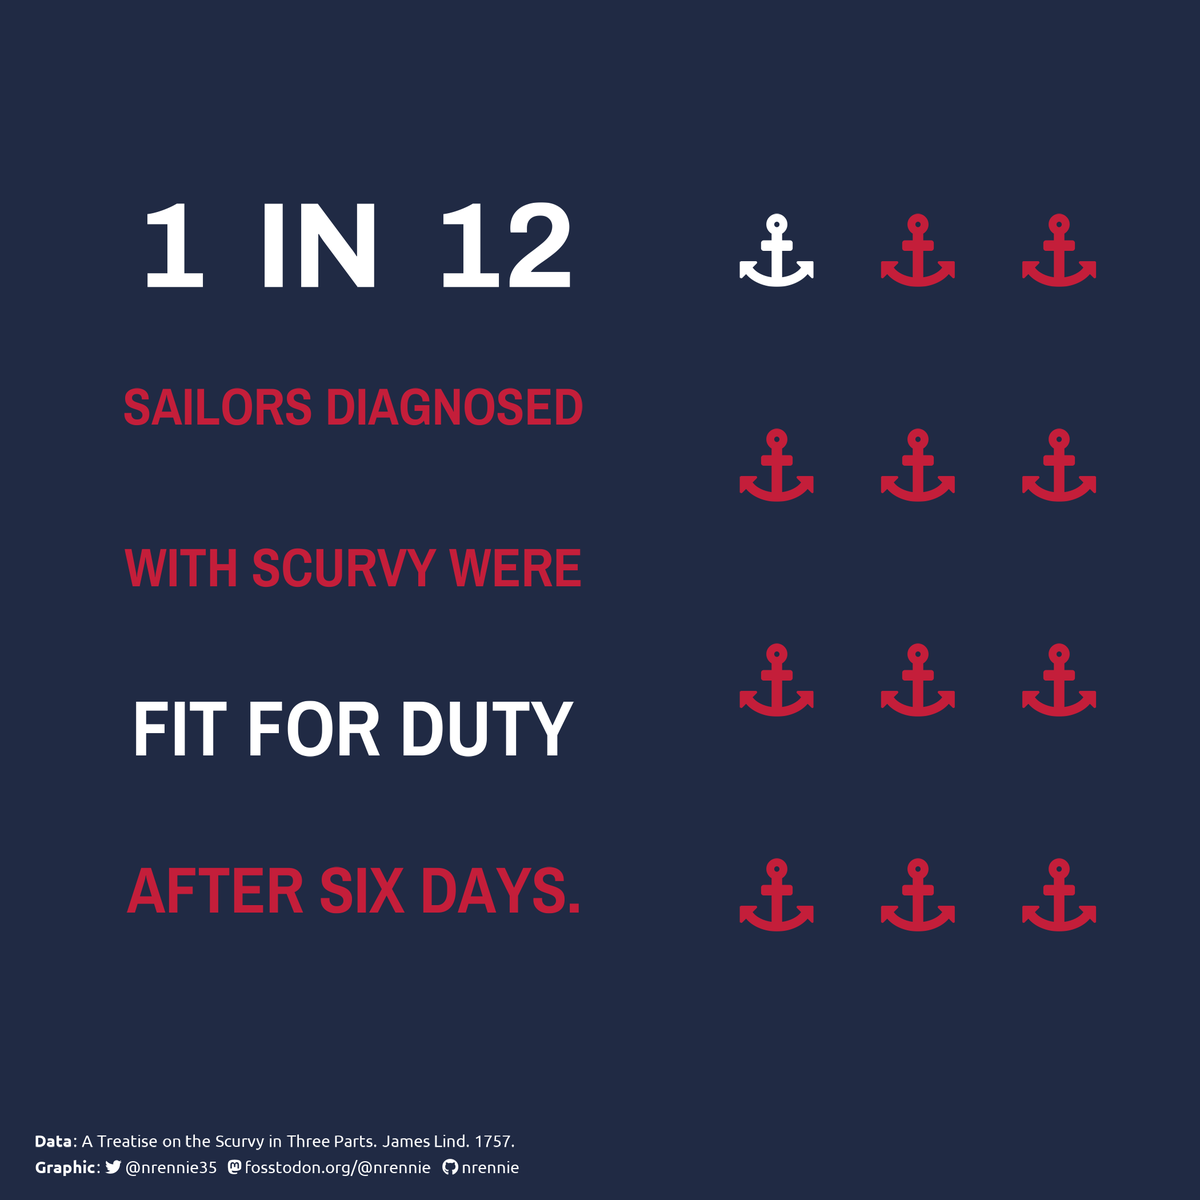 1 IN 12
SAILORS DIAGNOSED
WITH SCURVY WERE
FIT FOR DUTY
AFTER SIX DAYS.
Data: A Treatise on the Scurvy in Three Parts. James Lind. 1757.
Graphic: @nrennie35 fosstodon.org/@nrennie nrennie